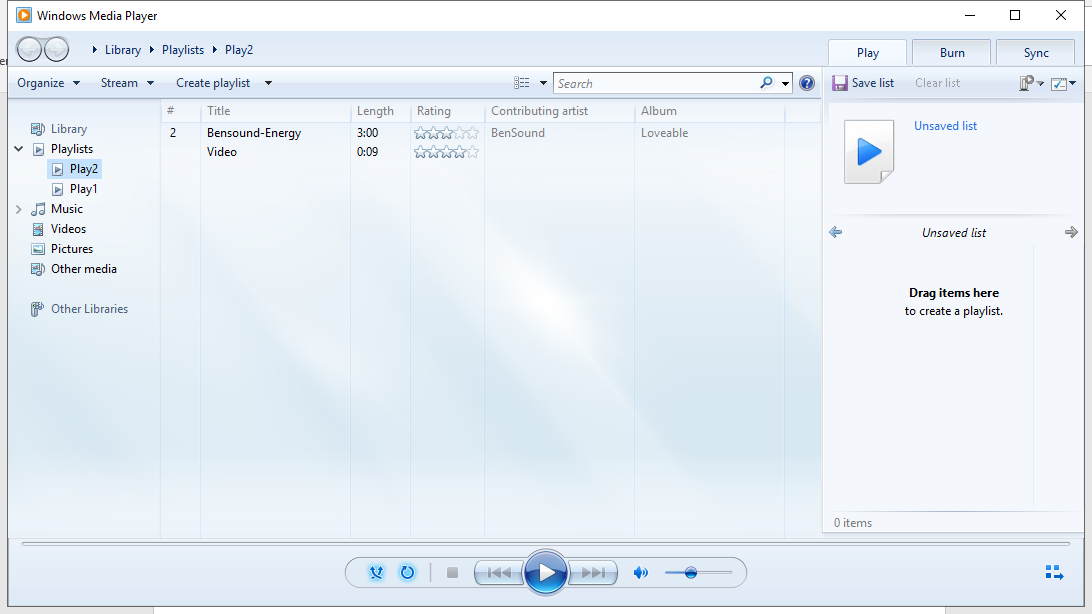 Windows Media Player
Library Playlists Play2
Play Burn Sync
Organize Stream Create playlist Search Save list Clear list
# Title Length Rating Contributing artist Album
2 Bensound-Energy 3:00 BenSound Loveable
Video 0:09
Library
Playlists
Play2
Play1
Music
Videos
Pictures
Other media
Other Libraries
Unsaved list
Unsaved list
Drag items here
to create a playlist.
0 items